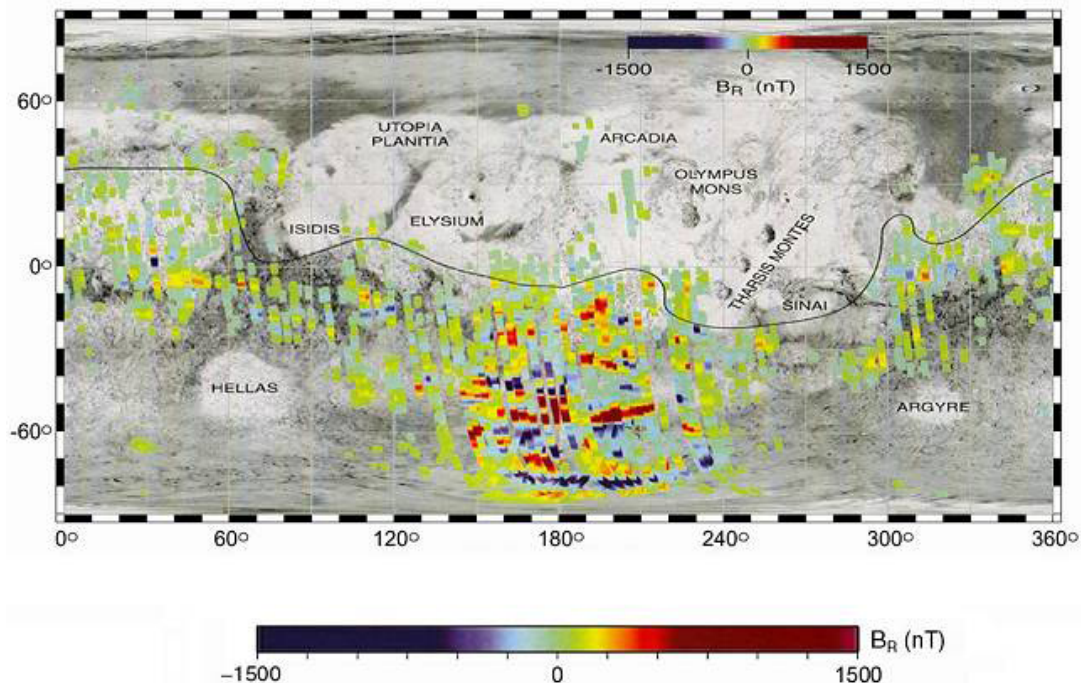 -1500 0 1500
B_R (nT)
60°
UTOPIA
PLANITIA
ARCADIA
OLYMPUS
MONS
ISIDIS
ELYSIUM
THARSIS MONTES
0°
SINAI
HELLAS
ARGYRE
-60°
0° 60° 120° 180° 240° 300° 360°
B_R (nT)
−1500 0 1500